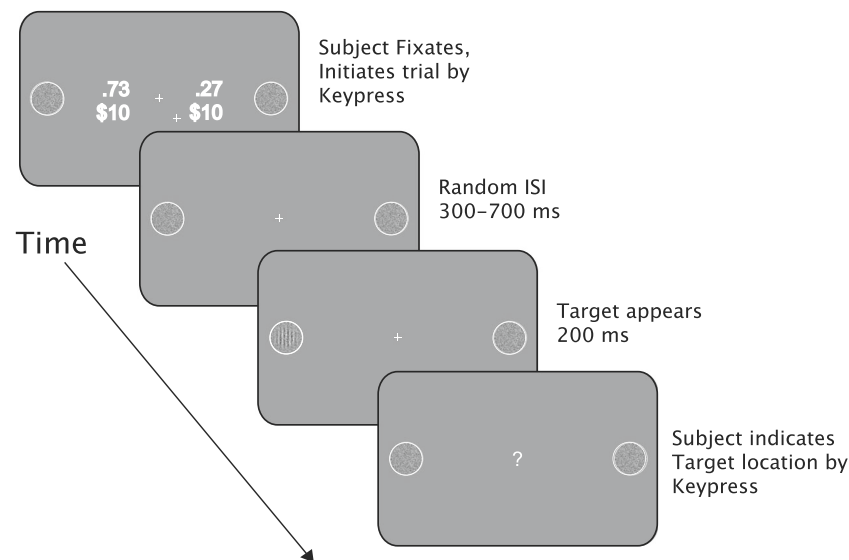 .73 + .27
$10 + $10
Subject Fixates,
Initiates trial by
Keypress
+
Random ISI
300–700 ms
Time
+
Target appears
200 ms
?
Subject indicates
Target location by
Keypress